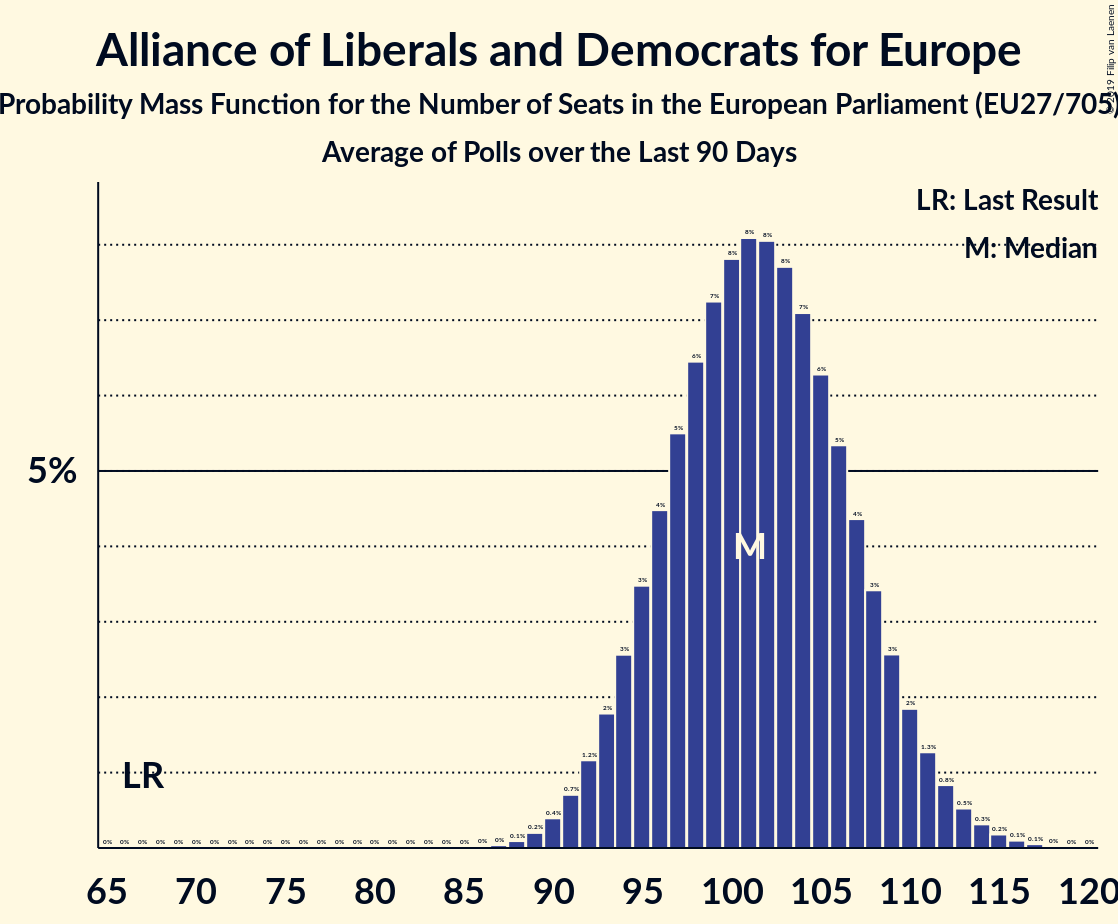 Alliance of Liberals and Democrats for Europe
Probability Mass Function for the Number of Seats in the European Parliament (EU27/705)
Average of Polls over the Last 90 Days
© 2019 Filip van Laenen
LR: Last Result
M: Median
5%
LR
M
0% 0% 0% 0% 0% 0% 0% 0% 0% 0% 0% 0% 0% 0% 0% 0% 0% 0% 0% 0% 0% 0% 0% 0.1% 0.2% 0.4% 0.7% 1.2% 2% 3% 3% 4% 5% 6% 7% 8% 8% 8% 8% 7% 6% 5% 4% 3% 3% 2% 1.3% 0.8% 0.5% 0.3% 0.2% 0.1% 0.1% 0% 0% 0%
65 70 75 80 85 90 95 100 105 110 115 120